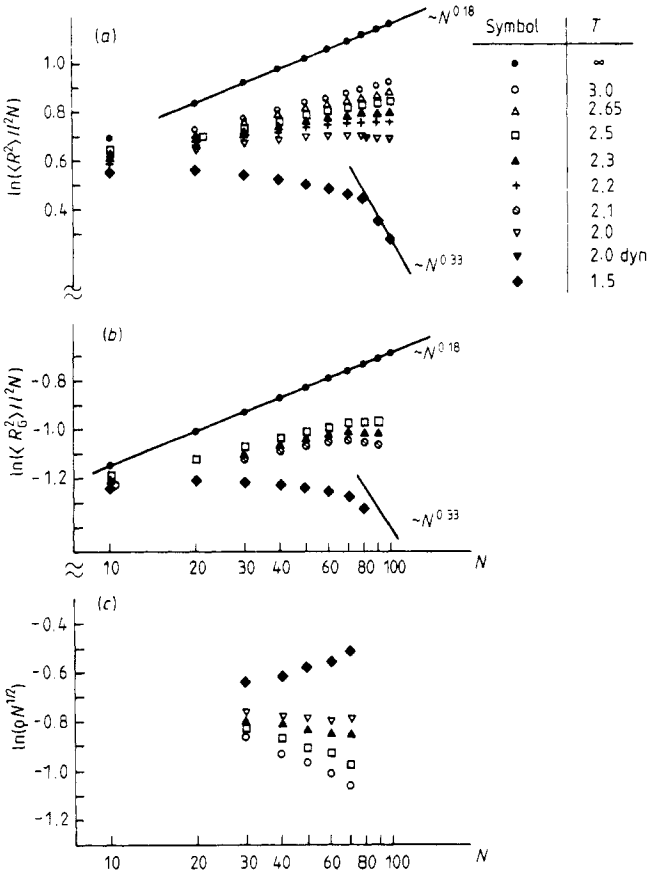 (a)
ln(⟨R²⟩/l²N)
1.0
0.8
0.6
0.4
~N^0.18
~N^0.33
Symbol T
∞
3.0
2.65
2.5
2.3
2.2
2.1
2.0
2.0 dyn
1.5
(b)
ln(⟨R_G²⟩/l²N)
-0.8
-1.0
-1.2
~N^0.18
~N^0.33
10 20 30 40 60 80 100 N
(c)
ln(ρN^1/2)
-0.4
-0.6
-0.8
-1.0
-1.2
10 20 30 40 60 80 100 N